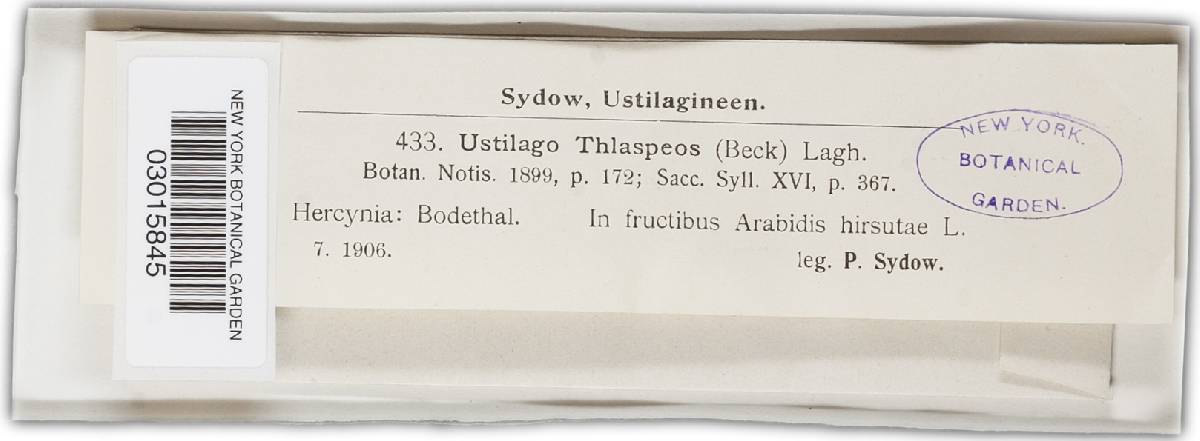 Sydow, Ustilagineen.
433. Ustilago Thlaspeos (Beck) Lagh.
Botan. Notis. 1899, p. 172; Sacc. Syll. XVI, p. 367.
Hercynia: Bodethal. In fructibus Arabidis hirsutae L.
7. 1906. leg. P. Sydow.
NEW YORK.
BOTANICAL
GARDEN.
NEW YORK BOTANICAL GARDEN
03015845